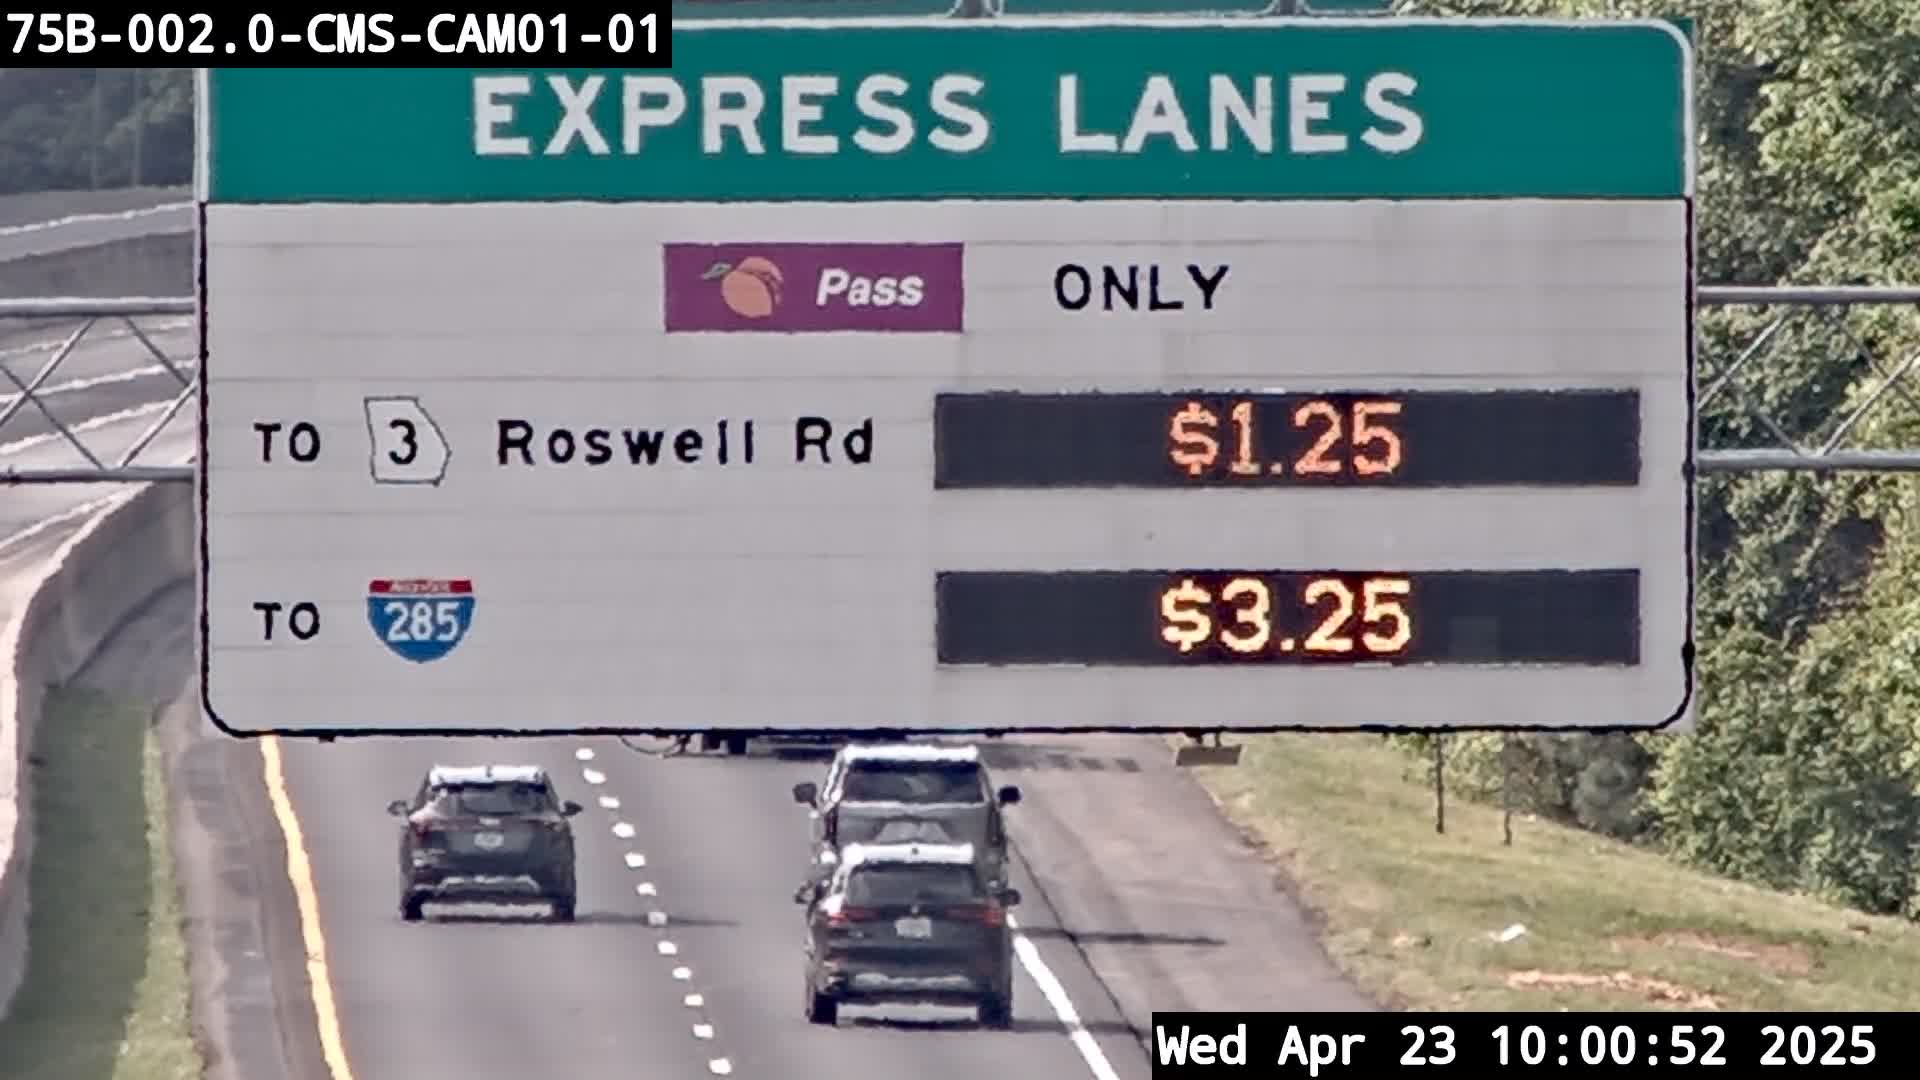 75B-002.0-CMS-CAM01-01
EXPRESS LANES
Pass ONLY
TO 3 Roswell Rd $1.25
TO 285 $3.25
Wed Apr 23 10:00:52 2025